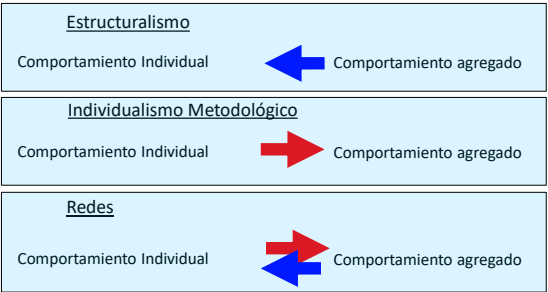 Estructuralismo
Comportamiento Individual Comportamiento agregado
Individualismo Metodológico
Comportamiento Individual Comportamiento agregado
Redes
Comportamiento Individual Comportamiento agregado